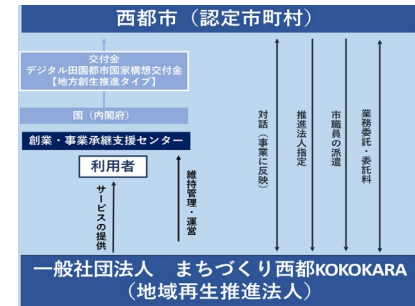 西都市（認定市町村）
交付金
デジタル田園都市国家構想交付金
【地方創生推進タイプ】
国（内閣府）
創業・事業承継支援センター
利用者
サービスの提供
維持管理・運営
対話（事業に反映）
推進法人指定
市職員の派遣
業務委託・委託料
一般社団法人　まちづくり西都KOKOKARA
（地域再生推進法人）